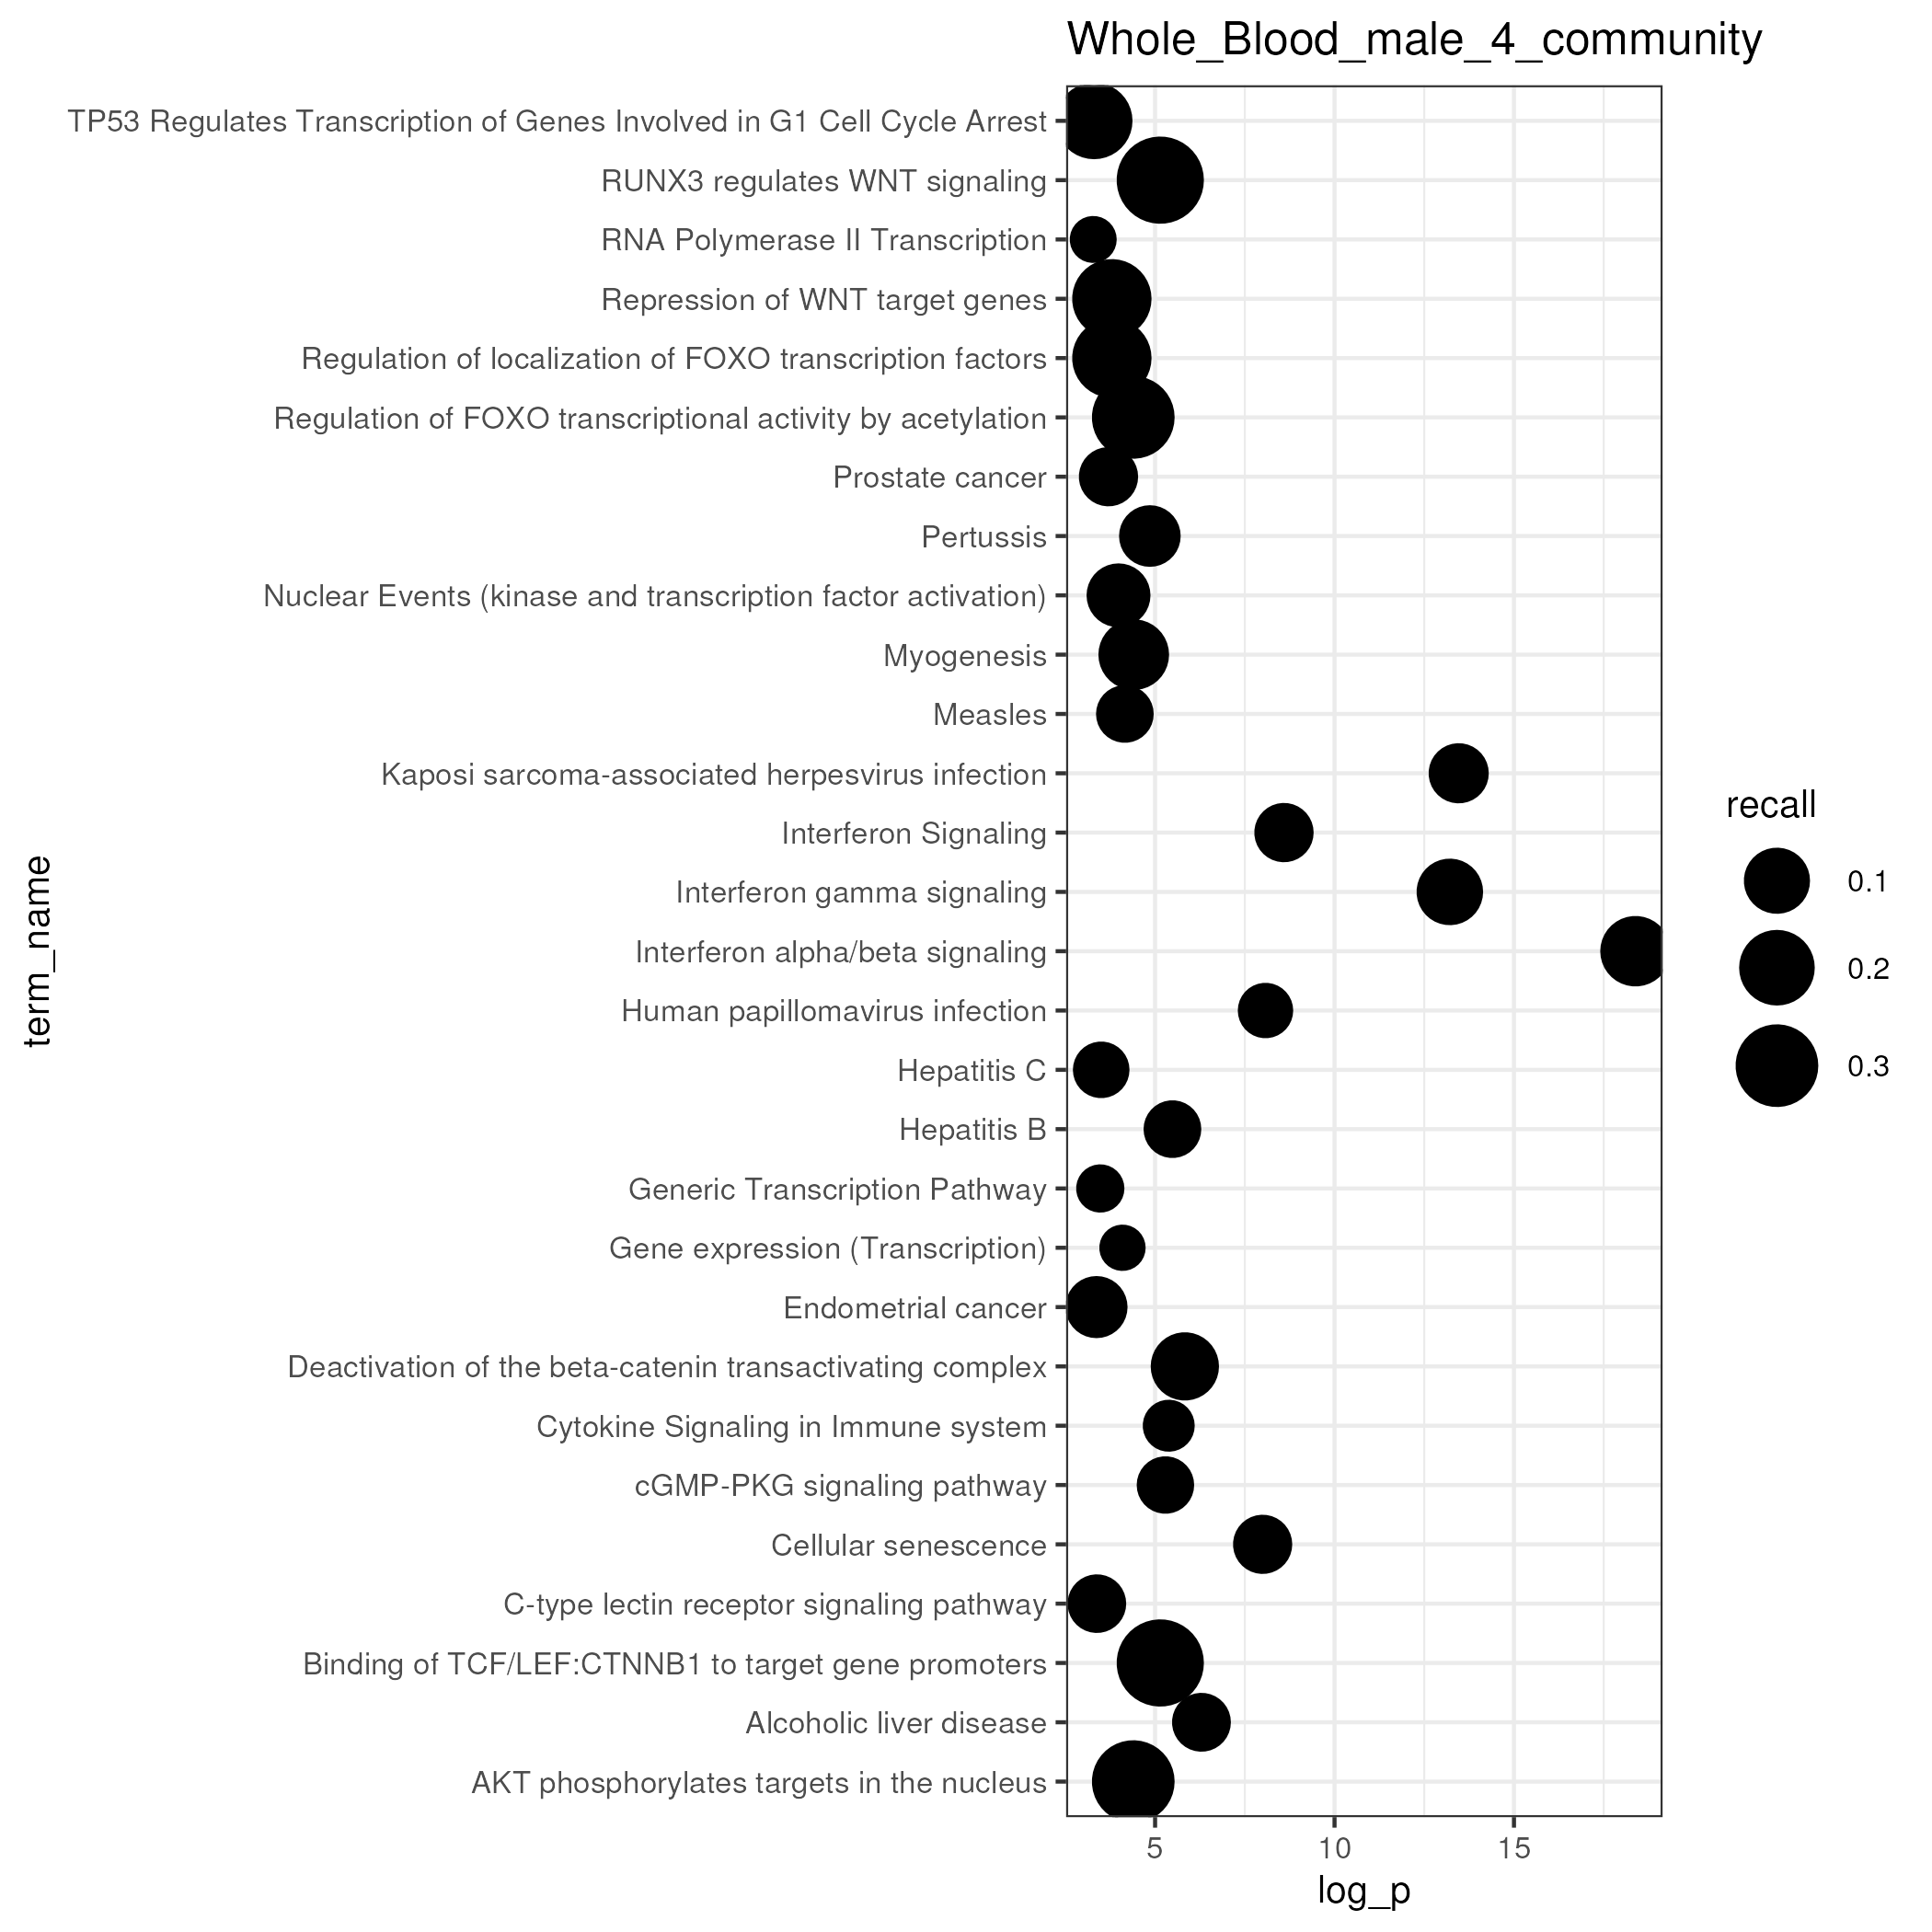 Whole_Blood_male_4_community
TP53 Regulates Transcription of Genes Involved in G1 Cell Cycle Arrest
RUNX3 regulates WNT signaling
RNA Polymerase II Transcription
Repression of WNT target genes
Regulation of localization of FOXO transcription factors
Regulation of FOXO transcriptional activity by acetylation
Prostate cancer
Pertussis
Nuclear Events (kinase and transcription factor activation)
Myogenesis
Measles
Kaposi sarcoma-associated herpesvirus infection
Interferon Signaling
Interferon gamma signaling
Interferon alpha/beta signaling
Human papillomavirus infection
Hepatitis C
Hepatitis B
Generic Transcription Pathway
Gene expression (Transcription)
Endometrial cancer
Deactivation of the beta-catenin transactivating complex
Cytokine Signaling in Immune system
cGMP-PKG signaling pathway
Cellular senescence
C-type lectin receptor signaling pathway
Binding of TCF/LEF:CTNNB1 to target gene promoters
Alcoholic liver disease
AKT phosphorylates targets in the nucleus
term_name
5 10 15
log_p
recall
0.1
0.2
0.3